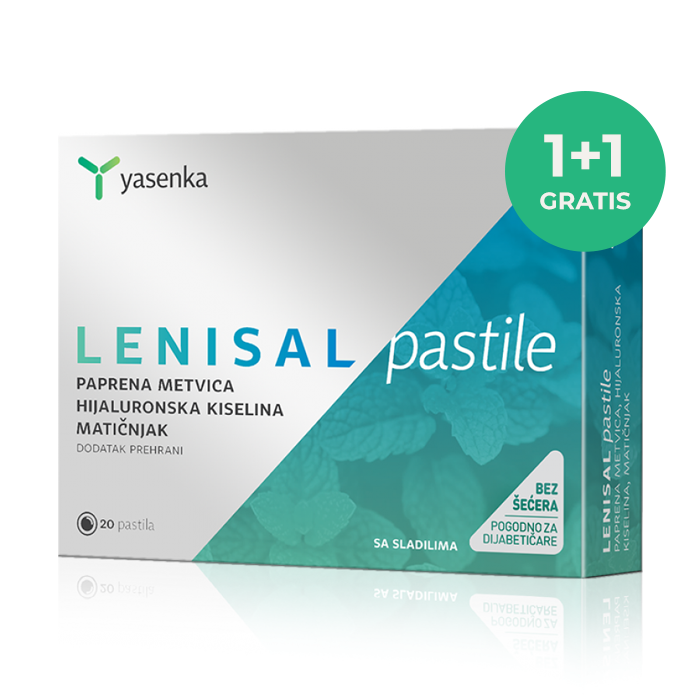 1+1
GRATIS
yasenka
LENISAL pastile
PAPRENA METVICA
HIJALURONSKA KISELINA
MATIČNJAK
DODATAK PREHRANI
20 pastila
SA SLADILIMA
BEZ
ŠEĆERA
POGODNO ZA
DIJABETIČARE
LENISAL pastile
PAPRENA METVICA, HIJALURONSKA
KISELINA, MATIČNJAK